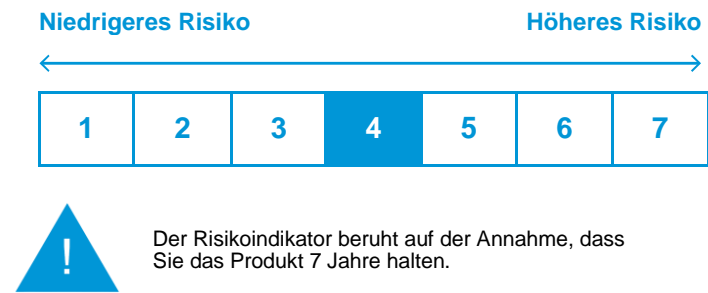 Niedrigeres Risiko Höheres Risiko
1 2 3 4 5 6 7
!
Der Risikoindikator beruht auf der Annahme, dass
Sie das Produkt 7 Jahre halten.